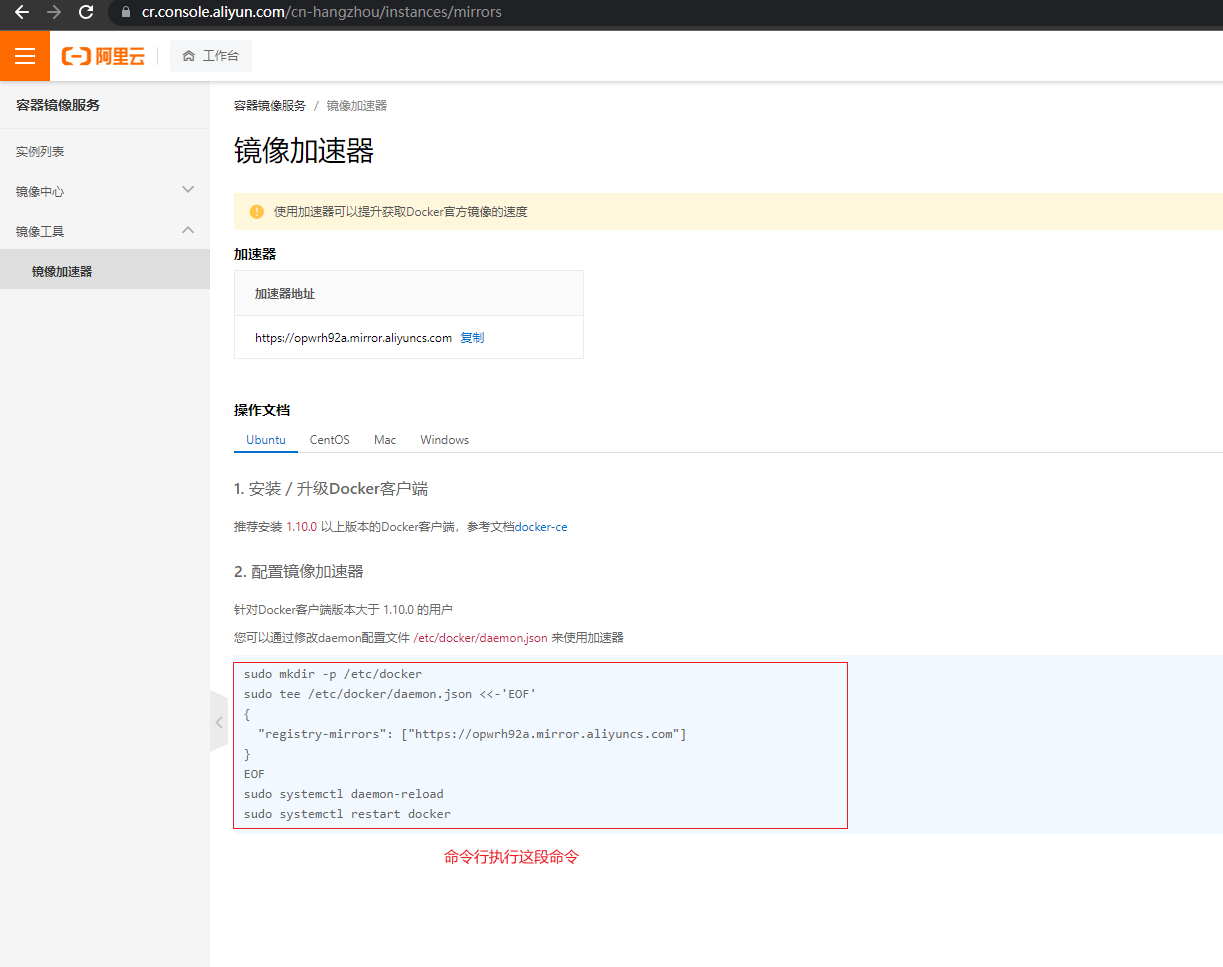 cr.console.aliyun.com/cn-hangzhou/instances/mirrors
阿里云
工作台
容器镜像服务
实例列表
镜像中心
镜像工具
镜像加速器
容器镜像服务 / 镜像加速器
镜像加速器
使用加速器可以提升获取Docker官方镜像的速度
加速器
加速器地址
https://opwrh92a.mirror.aliyuncs.com 复制
操作文档
Ubuntu CentOS Mac Windows
1. 安装 / 升级Docker客户端
推荐安装 1.10.0 以上版本的Docker客户端，参考文档docker-ce
2. 配置镜像加速器
针对Docker客户端版本大于 1.10.0 的用户
您可以通过修改daemon配置文件 /etc/docker/daemon.json 来使用加速器
sudo mkdir -p /etc/docker
sudo tee /etc/docker/daemon.json <<-'EOF'
{
  "registry-mirrors": ["https://opwrh92a.mirror.aliyuncs.com"]
}
EOF
sudo systemctl daemon-reload
sudo systemctl restart docker
命令行执行这段命令